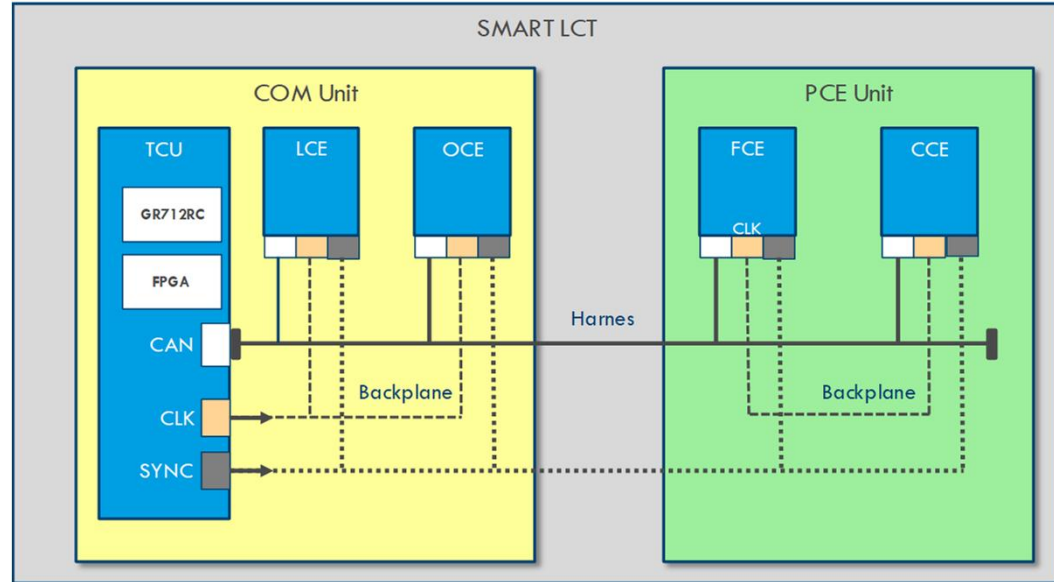 SMART LCT
COM Unit
PCE Unit
TCU
LCE
OCE
FCE
CCE
GR712RC
CLK
FPGA
Harnes
CAN
Backplane
Backplane
CLK
SYNC